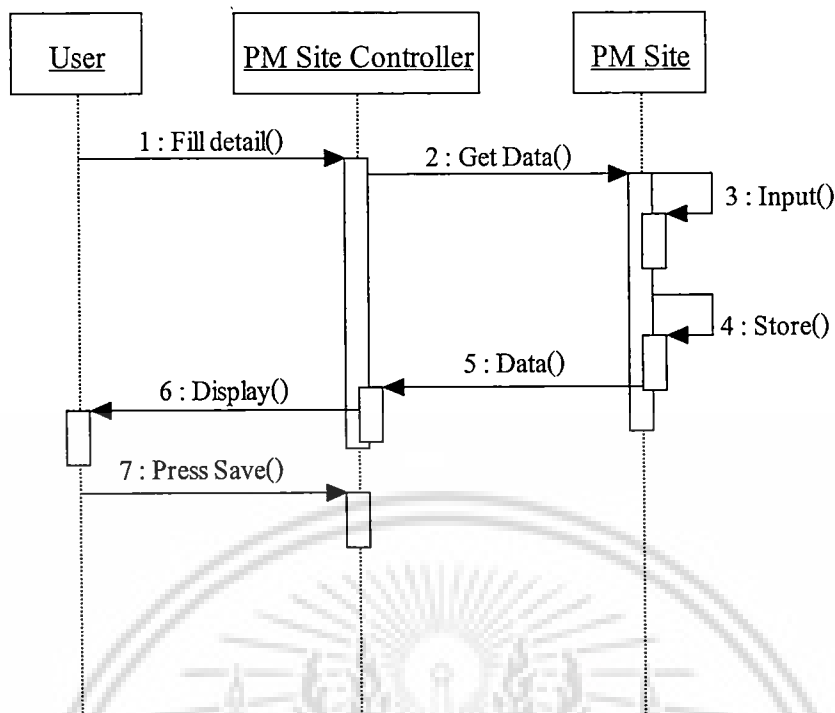 User
PM Site Controller
PM Site
1 : Fill detail()
2 : Get Data()
3 : Input()
4 : Store()
5 : Data()
6 : Display()
7 : Press Save()